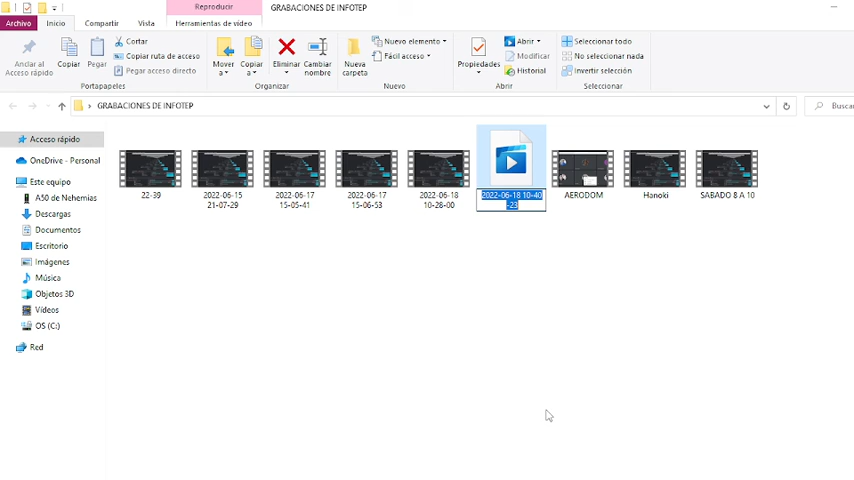 Reproducir
GRABACIONES DE INFOTEP
Archivo
Inicio
Compartir
Vista
Herramientas de vídeo
Anclar al
Acceso rápido
Copiar
Pegar
Cortar
Copiar ruta de acceso
Pegar acceso directo
Portapapeles
Mover
a
Copiar
a
Eliminar
Cambiar
nombre
Organizar
Nueva
carpeta
Nuevo elemento
Fácil acceso
Nuevo
Propiedades
Abrir
Modificar
Historial
Abrir
Seleccionar todo
No seleccionar nada
Invertir selección
Seleccionar
GRABACIONES DE INFOTEP
Buscar
Acceso rápido
OneDrive - Personal
Este equipo
A50 de Nehemias
Descargas
Documentos
Escritorio
Imágenes
Música
Objetos 3D
Vídeos
OS (C:)
Red
22-39
2022-06-15
21-07-29
2022-06-17
15-05-41
2022-06-17
15-06-53
2022-06-18
10-28-00
2022-06-18 10-40
-23
AERODOM
Hanoki
SABADO 8 A 10